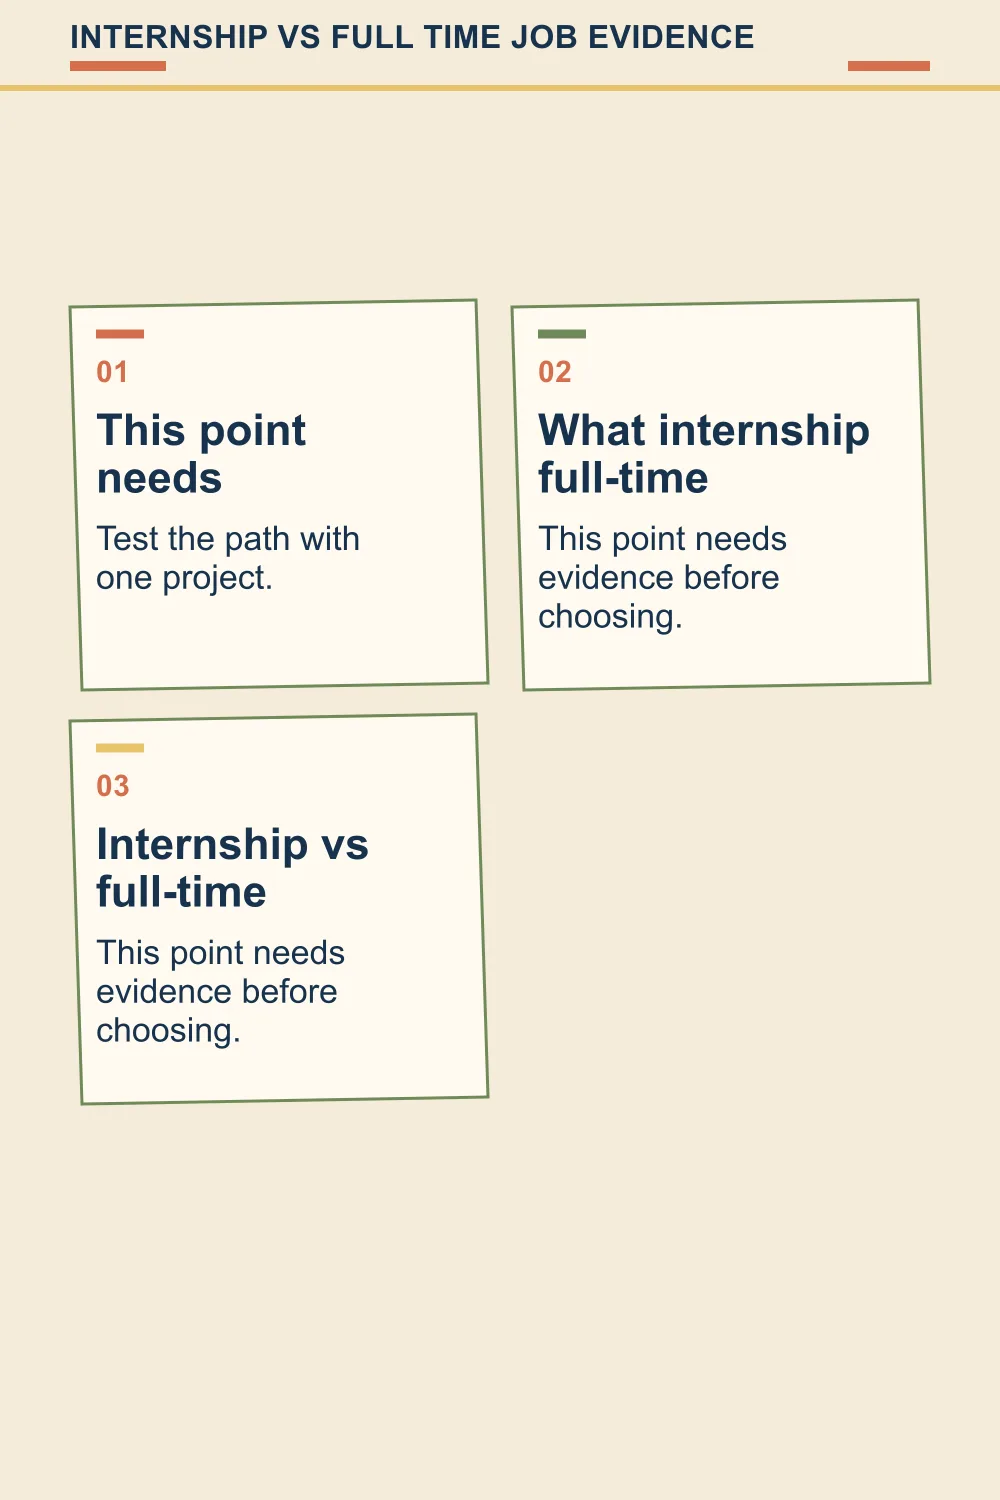 INTERNSHIP VS FULL TIME JOB EVIDENCE
01
This point
needs
Test the path with
one project.
02
What internship
full-time
This point needs
evidence before
choosing.
03
Internship vs
full-time
This point needs
evidence before
choosing.